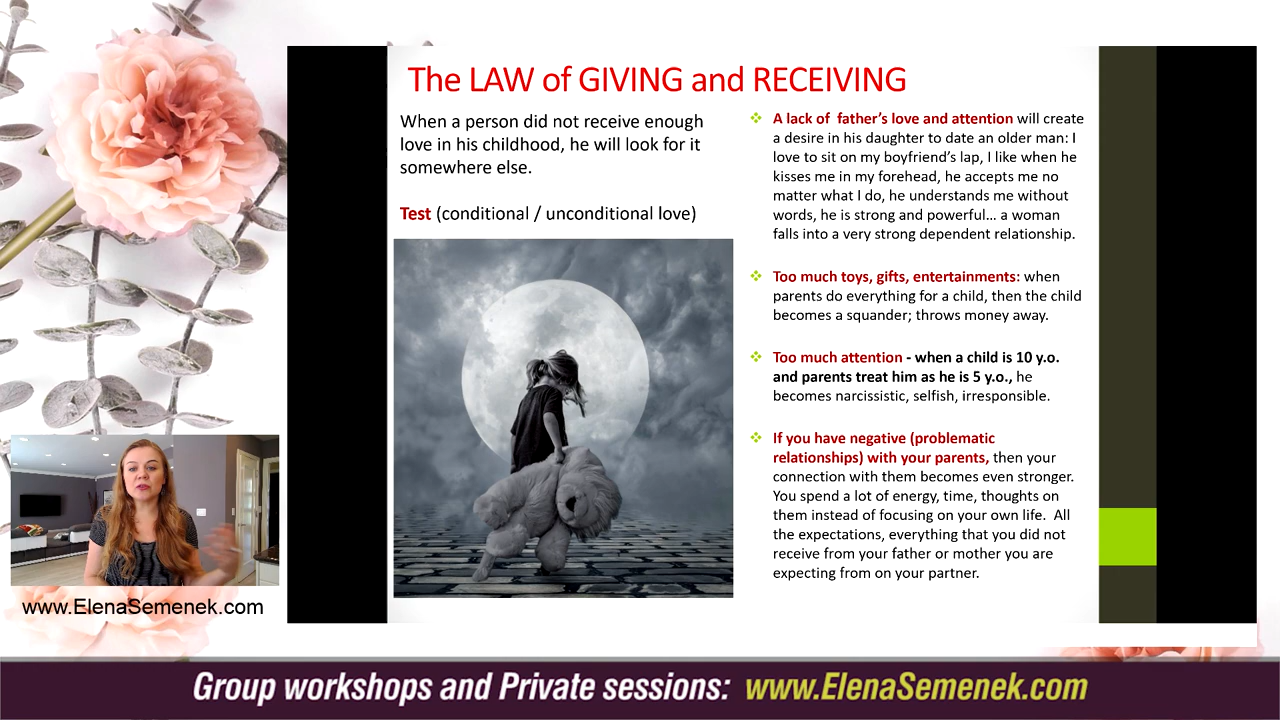 The LAW of GIVING and RECEIVING
When a person did not receive enough
love in his childhood, he will look for it
somewhere else.
Test (conditional / unconditional love)
❖ A lack of  father's love and attention will create
a desire in his daughter to date an older man: I
love to sit on my boyfriend's lap, I like when he
kisses me in my forehead, he accepts me no
matter what I do, he understands me without
words, he is strong and powerful... a woman
falls into a very strong dependent relationship.
❖ Too much toys, gifts, entertainments: when
parents do everything for a child, then the child
becomes a squander; throws money away.
❖ Too much attention - when a child is 10 y.o.
and parents treat him as he is 5 y.o., he
becomes narcissistic, selfish, irresponsible.
❖ If you have negative (problematic
relationships) with your parents, then your
connection with them becomes even stronger.
You spend a lot of energy, time, thoughts on
them instead of focusing on your own life.  All
the expectations, everything that you did not
receive from your father or mother you are
expecting from on your partner.
www.ElenaSemenek.com
Group workshops and Private sessions: www.ElenaSemenek.com